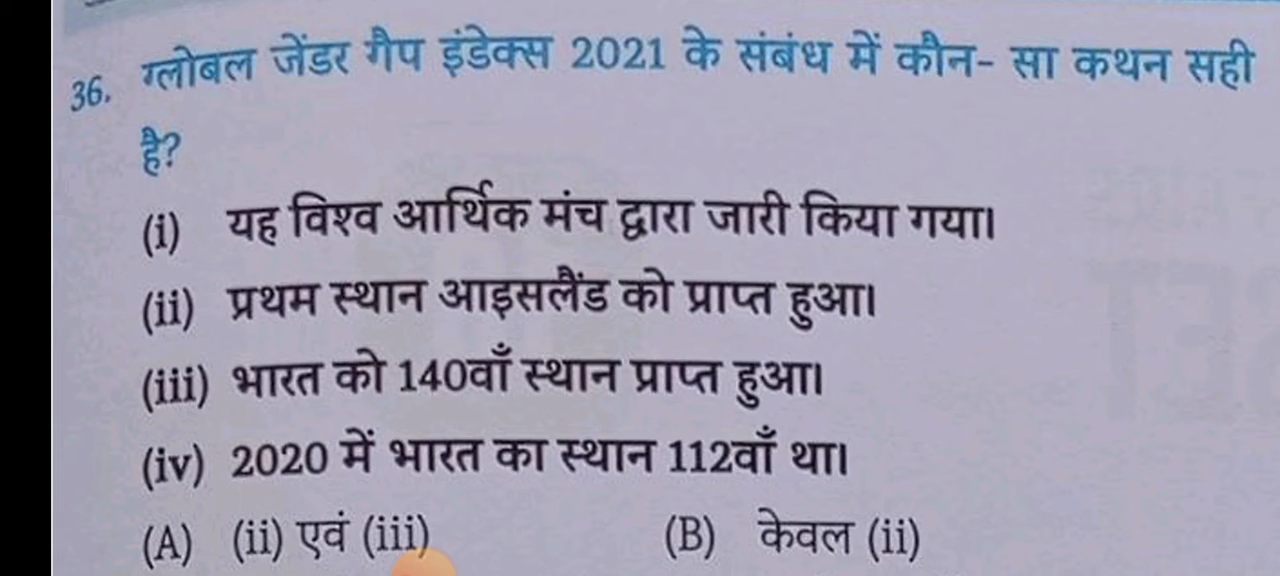 36. ग्लोबल जेंडर गैप इंडेक्स 2021 के संबंध में कौन- सा कथन सही
है?
(i) यह विश्व आर्थिक मंच द्वारा जारी किया गया।
(ii) प्रथम स्थान आइसलैंड को प्राप्त हुआ।
(iii) भारत को 140वाँ स्थान प्राप्त हुआ।
(iv) 2020 में भारत का स्थान 112वाँ था।
(A) (ii) एवं (iii) (B) केवल (ii)